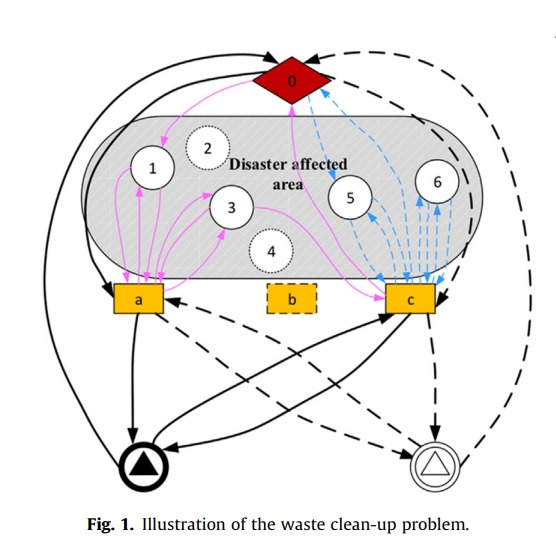 0
2
1
Disaster affected
area
6
5
3
4
a
b
c
Fig. 1. Illustration of the waste clean-up problem.